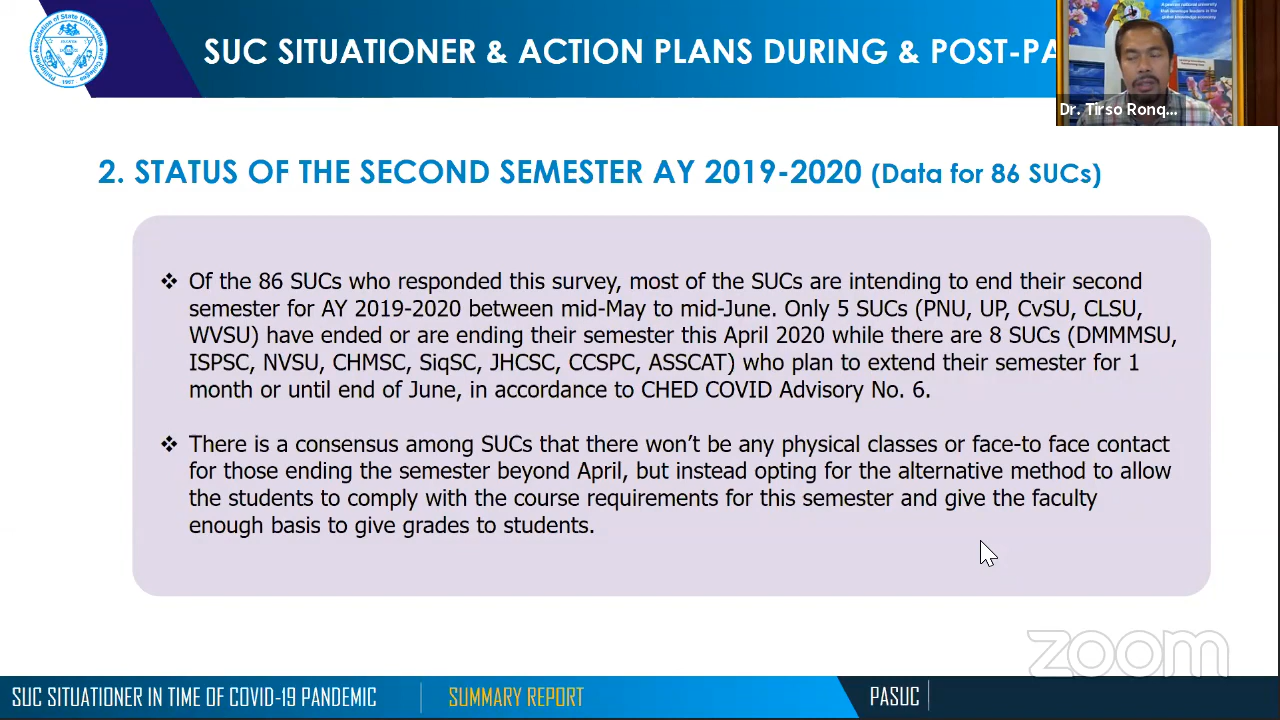 SUC SITUATIONER & ACTION PLANS DURING & POST-PA
Dr. Tirso Ronq...
2. STATUS OF THE SECOND SEMESTER AY 2019-2020 (Data for 86 SUCs)
❖ Of the 86 SUCs who responded this survey, most of the SUCs are intending to end their second
semester for AY 2019-2020 between mid-May to mid-June. Only 5 SUCs (PNU, UP, CvSU, CLSU,
WVSU) have ended or are ending their semester this April 2020 while there are 8 SUCs (DMMMSU,
ISPSC, NVSU, CHMSC, SiqSC, JHCSC, CCSPC, ASSCAT) who plan to extend their semester for 1
month or until end of June, in accordance to CHED COVID Advisory No. 6.
❖ There is a consensus among SUCs that there won’t be any physical classes or face-to face contact
for those ending the semester beyond April, but instead opting for the alternative method to allow
the students to comply with the course requirements for this semester and give the faculty
enough basis to give grades to students.
zoom
SUC SITUATIONER IN TIME OF COVID-19 PANDEMIC
SUMMARY REPORT
PASUC